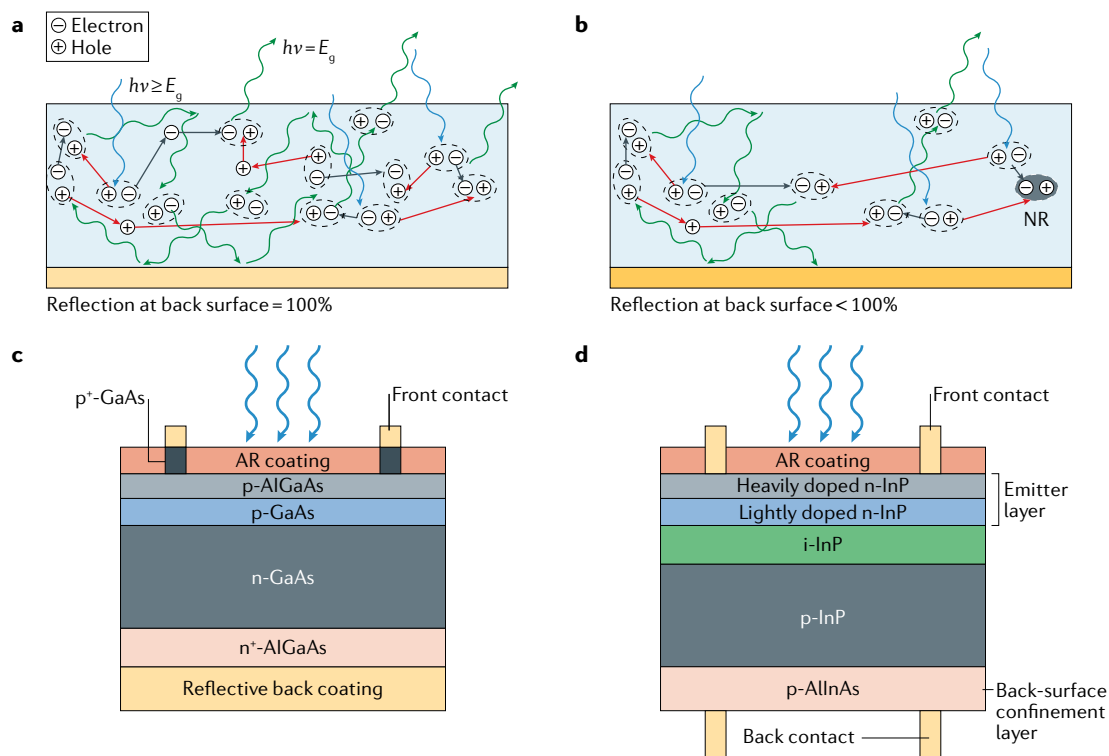 a
⊖ Electron
⊕ Hole
hν ≥ E_g
hν = E_g
Reflection at back surface = 100%
b
NR
Reflection at back surface < 100%
c
p⁺-GaAs
Front contact
AR coating
p-AlGaAs
p-GaAs
n-GaAs
n⁺-AlGaAs
Reflective back coating
d
Front contact
AR coating
Heavily doped n-InP
Lightly doped n-InP
Emitter
layer
i-InP
p-InP
p-AlInAs
Back-surface
confinement
layer
Back contact